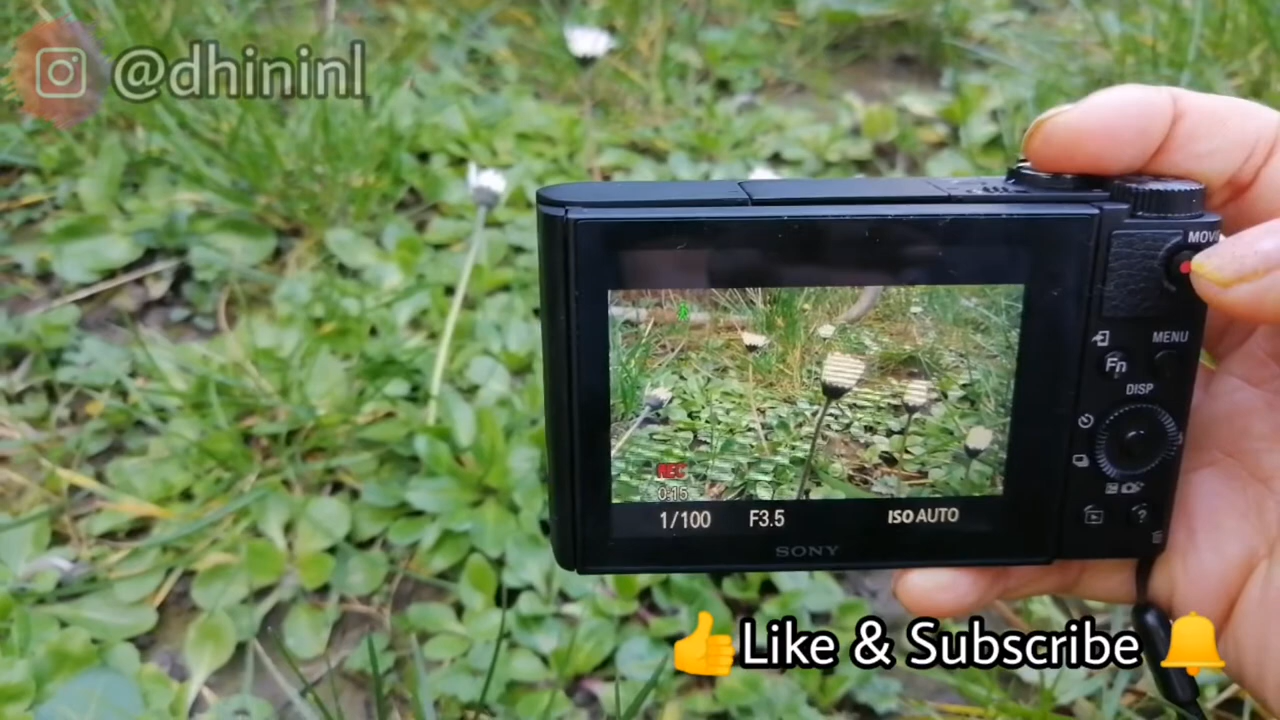 @dhininl
MOVIE
MENU
Fn
DISP
REC
0:15
1/100 F3.5 ISO AUTO
SONY
?
👍Like & Subscribe 🔔